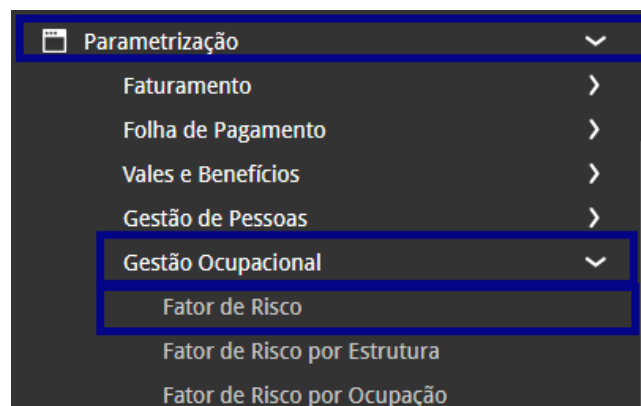 Parametrização
Faturamento
Folha de Pagamento
Vales e Benefícios
Gestão de Pessoas
Gestão Ocupacional
Fator de Risco
Fator de Risco por Estrutura
Fator de Risco por Ocupação